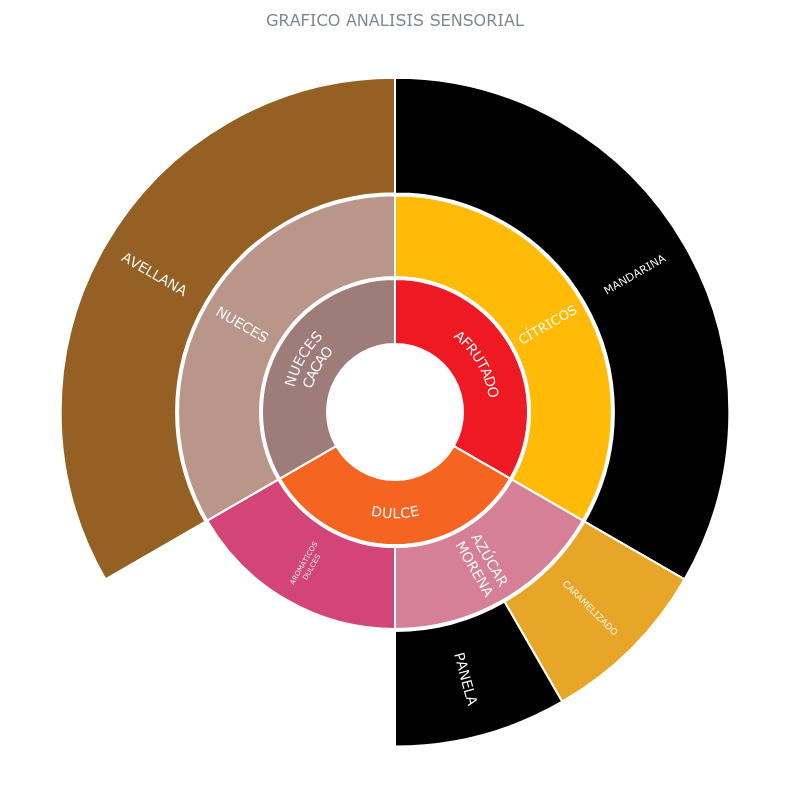 GRAFICO ANALISIS SENSORIAL
AFRUTADO
CÍTRICOS
MANDARINA
DULCE
AZÚCAR
MORENA
CARAMELIZADO
PANELA
AROMÁTICOS
DULCES
NUECES
CACAO
NUECES
AVELLANA